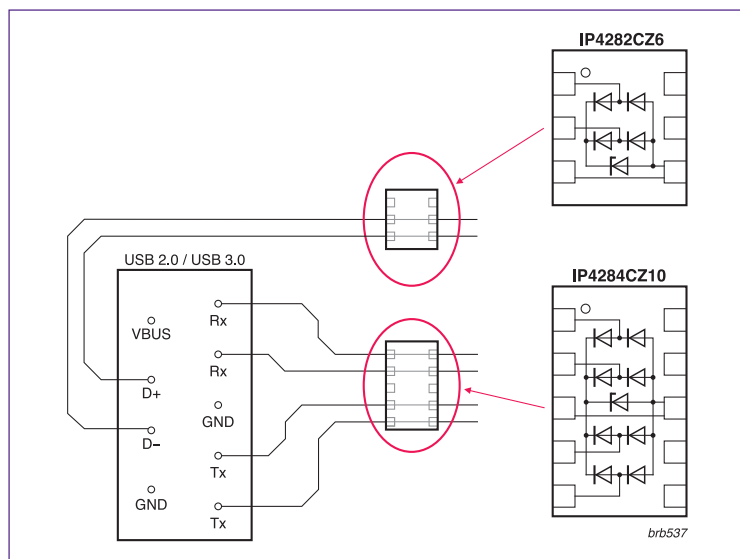 IP4282CZ6
USB 2.0 / USB 3.0
Rx
VBUS
Rx
D+
GND
D–
Tx
GND
Tx
IP4284CZ10
brb537